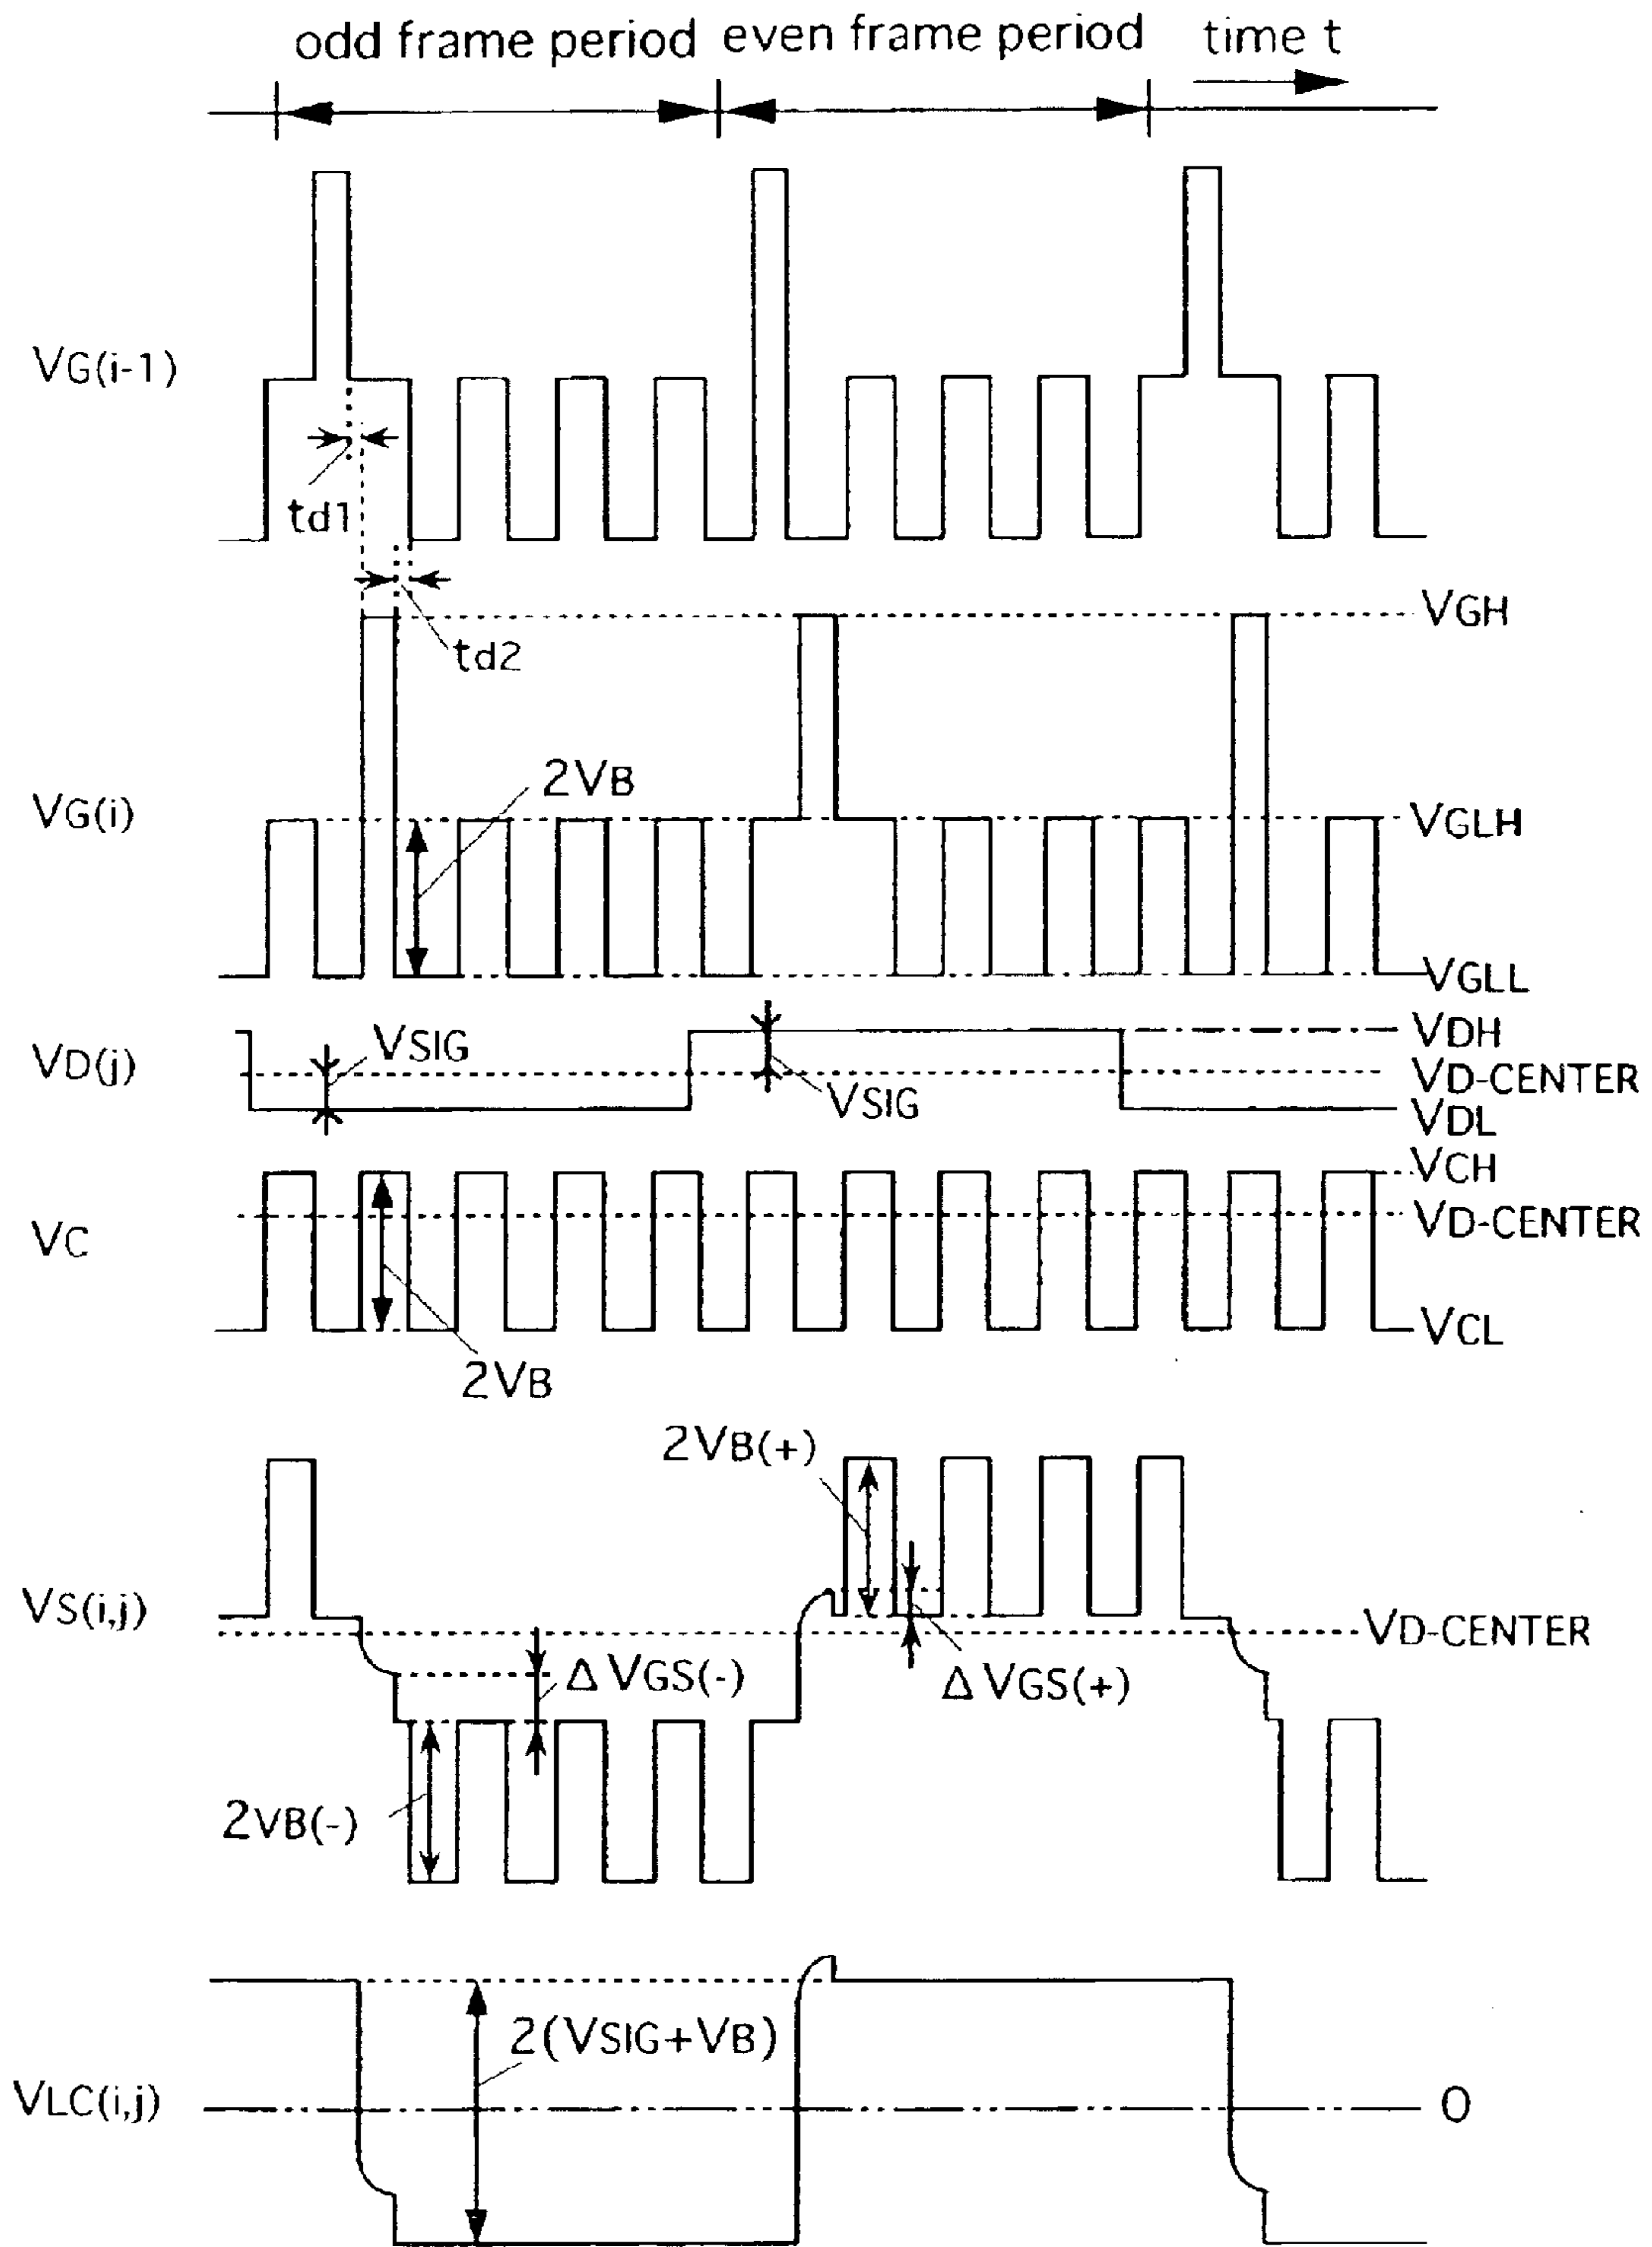 odd frame period even frame period time t
VG(i-1)
td1
VGH
td2
2VB
VG(i)
VGLH
VGLL
VDH
VSIG
VD(j)
VD-CENTER
VSIG
VDL
VCH
VD-CENTER
VC
VCL
2VB
2VB(+)
VS(i,j)
VD-CENTER
Δ VGS(-)
Δ VGS(+)
2VB(-)
2(VSIG+VB)
VLC(i,j)
0